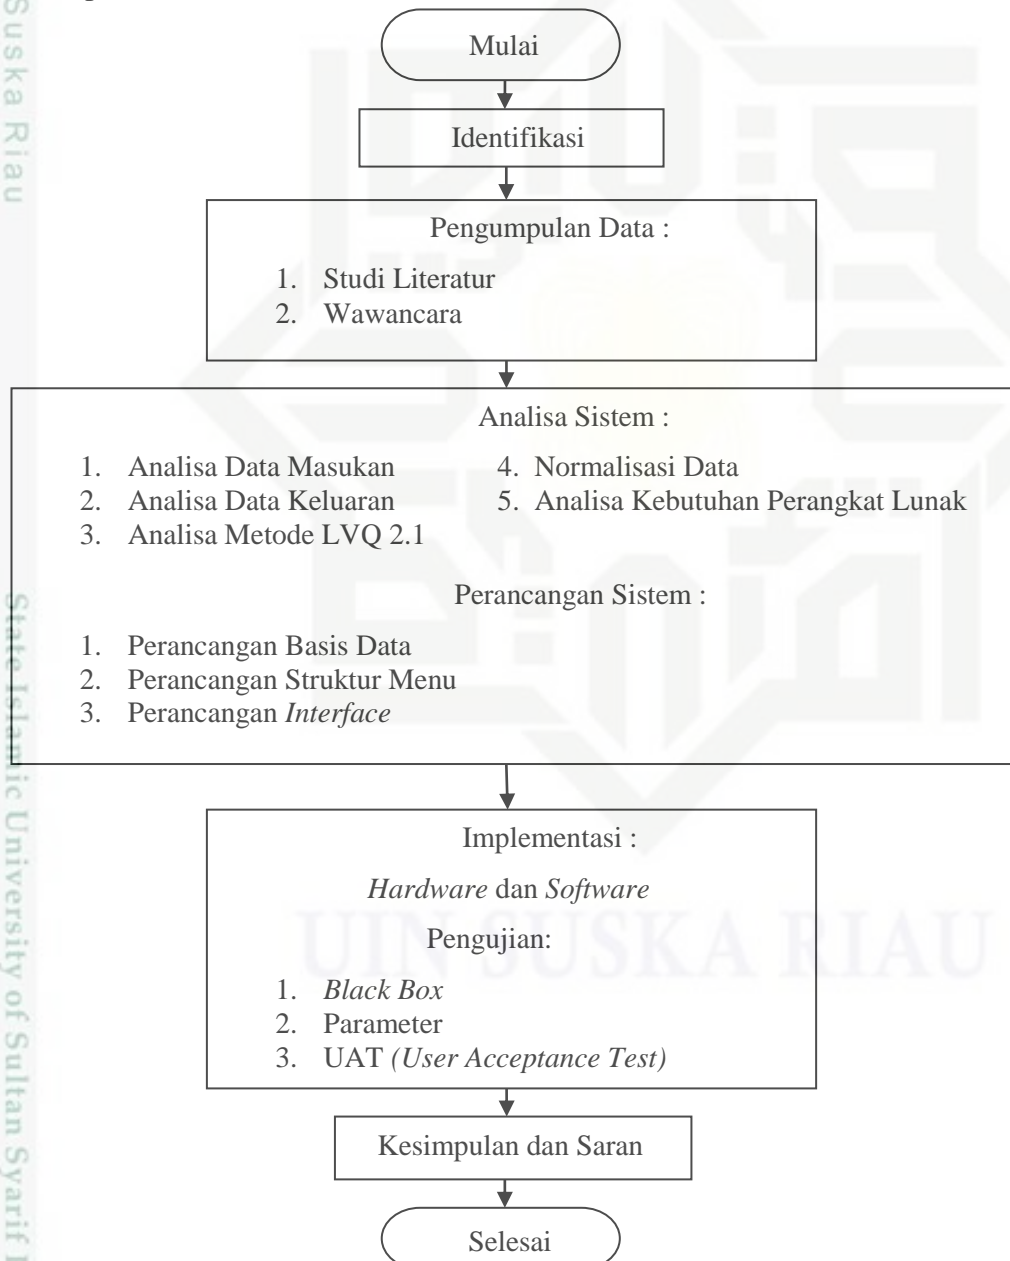 Mulai
Identifikasi
Pengumpulan Data :
1. Studi Literatur
2. Wawancara
Analisa Sistem :
1. Analisa Data Masukan
2. Analisa Data Keluaran
3. Analisa Metode LVQ 2.1
4. Normalisasi Data
5. Analisa Kebutuhan Perangkat Lunak
Perancangan Sistem :
1. Perancangan Basis Data
2. Perancangan Struktur Menu
3. Perancangan Interface
Implementasi :
Hardware dan Software
Pengujian:
1. Black Box
2. Parameter
3. UAT (User Acceptance Test)
Kesimpulan dan Saran
Selesai
UIN SUSKA RIAU
Suska Riau
State Islamic University of Sultan Syarif